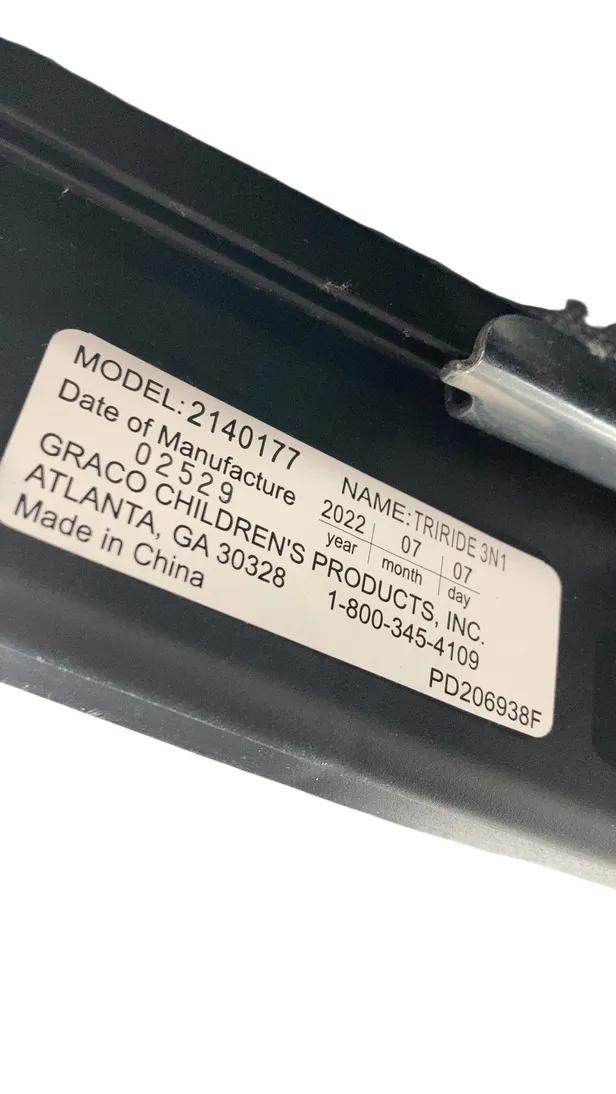 MODEL: 2140177 NAME: TRIRIDE 3N1
Date of Manufacture 2022 07 07
02529 year month day
GRACO CHILDREN'S PRODUCTS, INC.
ATLANTA, GA 30328 1-800-345-4109
Made in China PD206938F